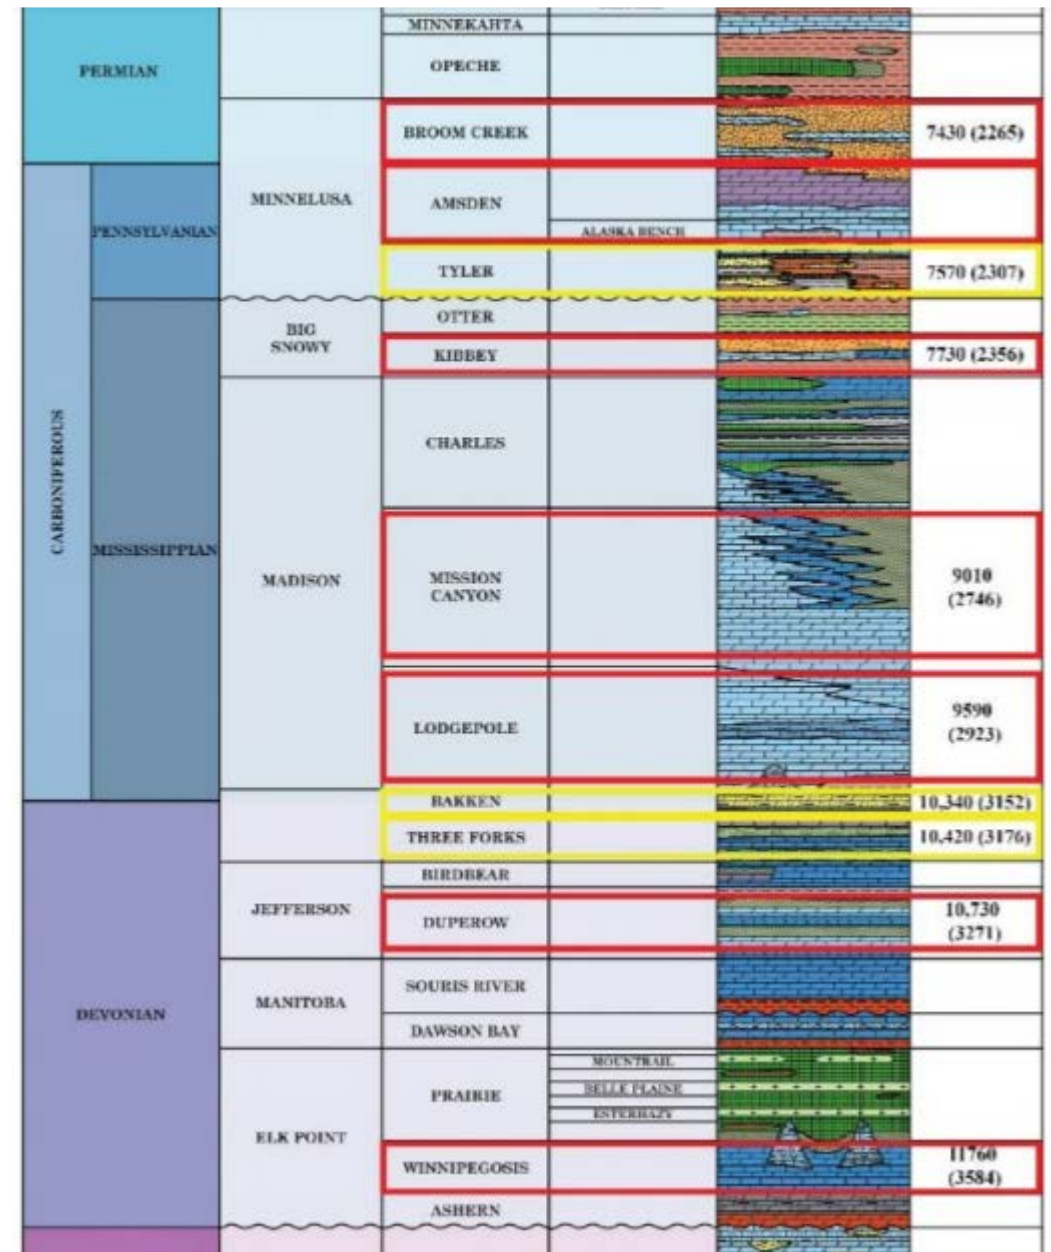 MINNEKAHTA
PERMIAN
OPECHE
BROOM CREEK
7430 (2265)
MINNELUSA
AMSDEN
PENNSYLVANIAN
ALASKA BENCH
TYLER
7570 (2307)
OTTER
BIG
SNOWY
KIBBEY
7730 (2356)
CARBONIFEROUS
CHARLES
MISSISSIPPIAN
MADISON
MISSION
CANYON
9010
(2746)
LODGEPOLE
9590
(2923)
BAKKEN
10,340 (3152)
THREE FORKS
10,420 (3176)
BIRDBEAR
JEFFERSON
DUPEROW
10,730
(3271)
DEVONIAN
MANITOBA
SOURIS RIVER
DAWSON BAY
MOUNTRAIL
PRAIRIE
BELLE PLAINE
ESTERHAZY
ELK POINT
WINNIPEGOSIS
11760
(3584)
ASHERN